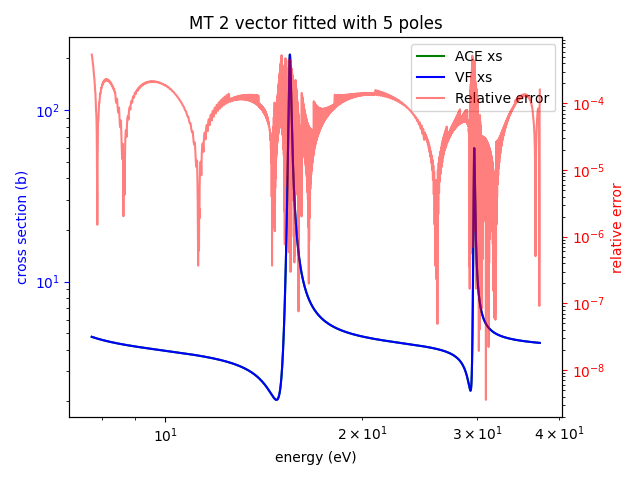 MT 2 vector fitted with 5 poles
ACE xs
VF xs
Relative error
cross section (b)
10²
10¹
relative error
10⁻⁴
10⁻⁵
10⁻⁶
10⁻⁷
10⁻⁸
10¹
2 × 10¹
3 × 10¹
4 × 10¹
energy (eV)